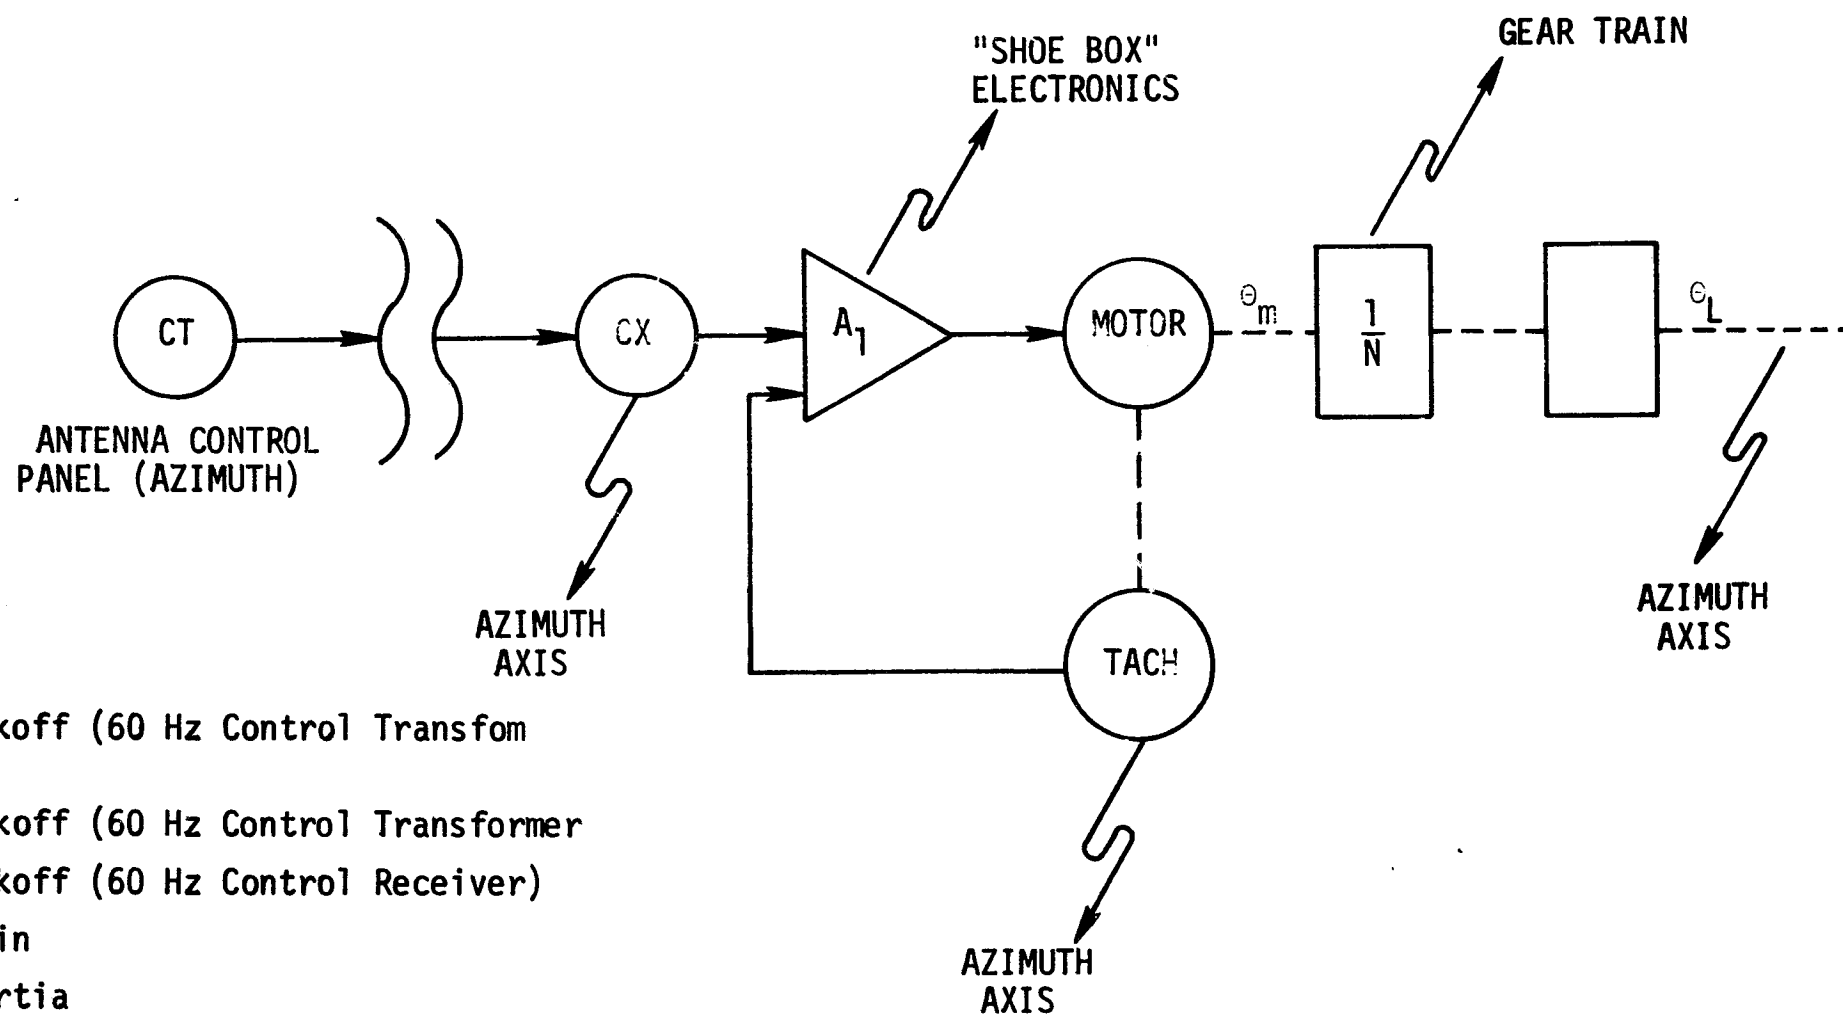 GEAR TRAIN
"SHOE BOX"
ELECTRONICS
CT
CX
A1
MOTOR
Θm
1
N
ΘL
ANTENNA CONTROL
PANEL (AZIMUTH)
AZIMUTH
AXIS
TACH
AZIMUTH
AXIS
koff (60 Hz Control Transfom
koff (60 Hz Control Transformer
koff (60 Hz Control Receiver)
in
rtia
AZIMUTH
AXIS